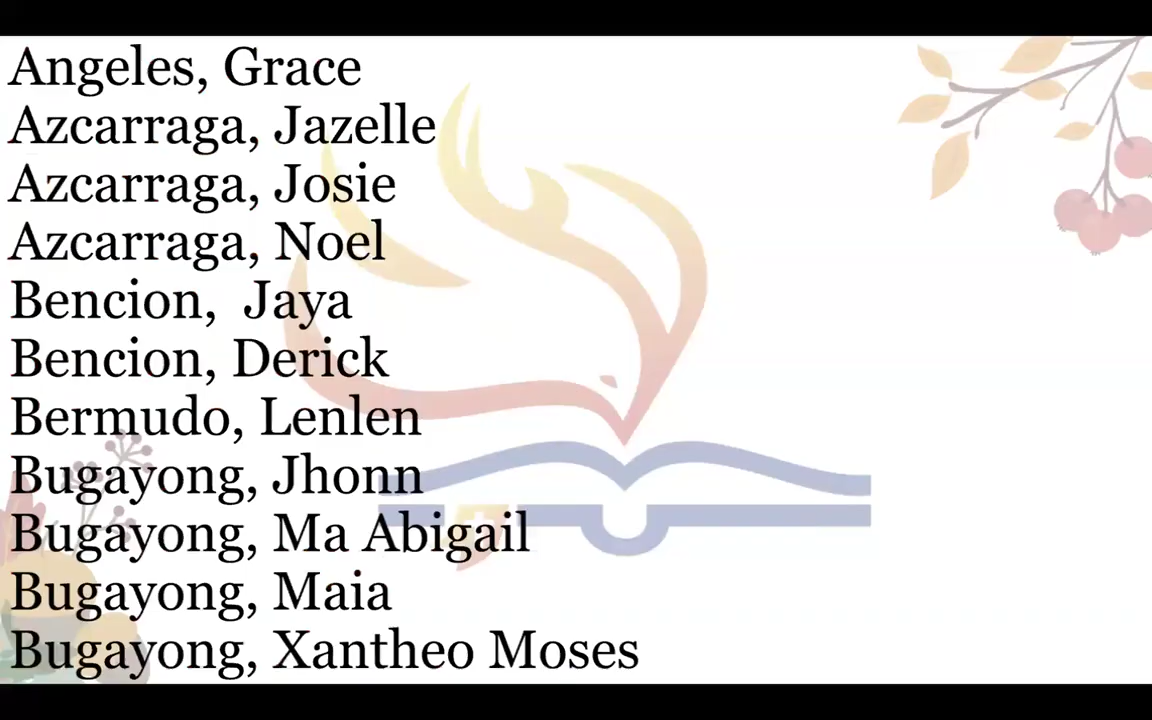 Angeles, Grace
Azcarraga, Jazelle
Azcarraga, Josie
Azcarraga, Noel
Bencion,  Jaya
Bencion, Derick
Bermudo, Lenlen
Bugayong, Jhonn
Bugayong, Ma Abigail
Bugayong, Maia
Bugayong, Xantheo Moses